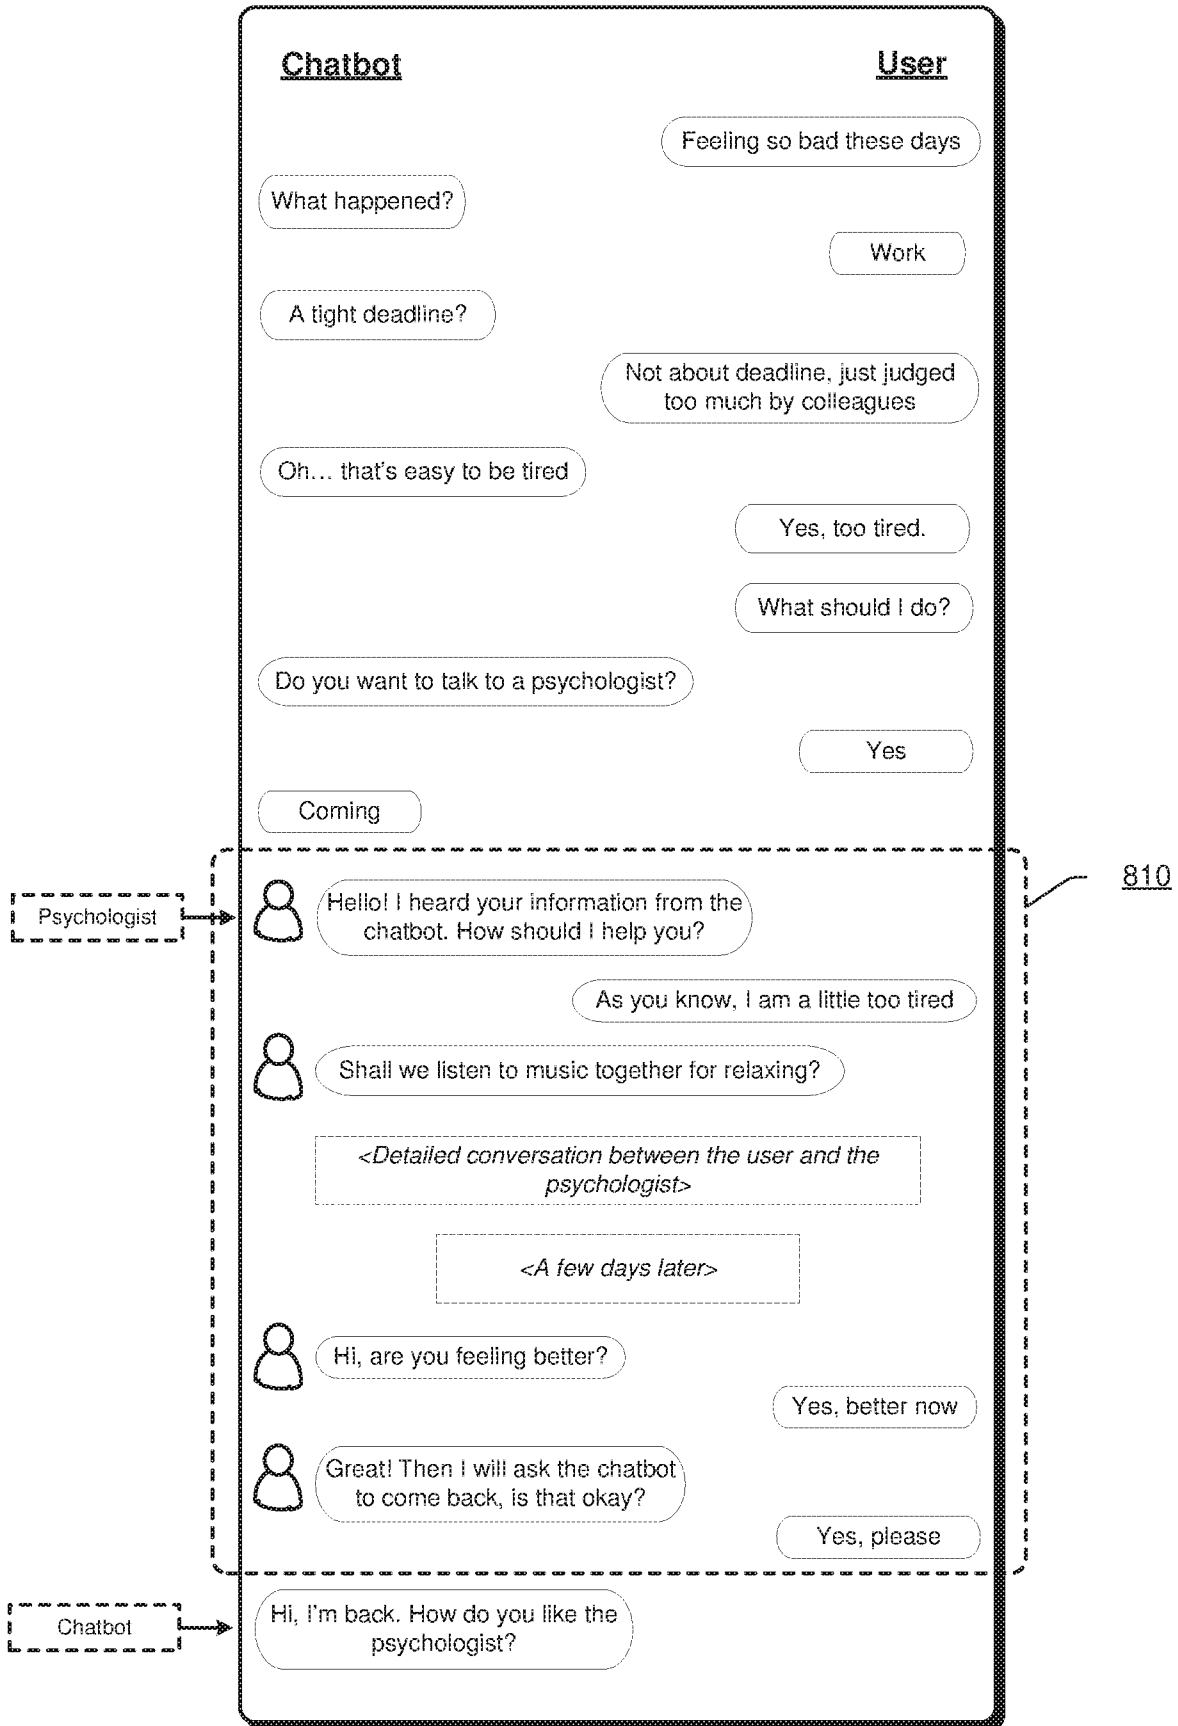 Chatbot
User
Feeling so bad these days
What happened?
Work
A tight deadline?
Not about deadline, just judged
too much by colleagues
Oh... that's easy to be tired
Yes, too tired.
What should I do?
Do you want to talk to a psychologist?
Yes
Coming
810
Psychologist
Hello! I heard your information from the
chatbot. How should I help you?
As you know, I am a little too tired
Shall we listen to music together for relaxing?
<Detailed conversation between the user and the
psychologist>
<A few days later>
Hi, are you feeling better?
Yes, better now
Great! Then I will ask the chatbot
to come back, is that okay?
Yes, please
Chatbot
Hi, I'm back. How do you like the
psychologist?